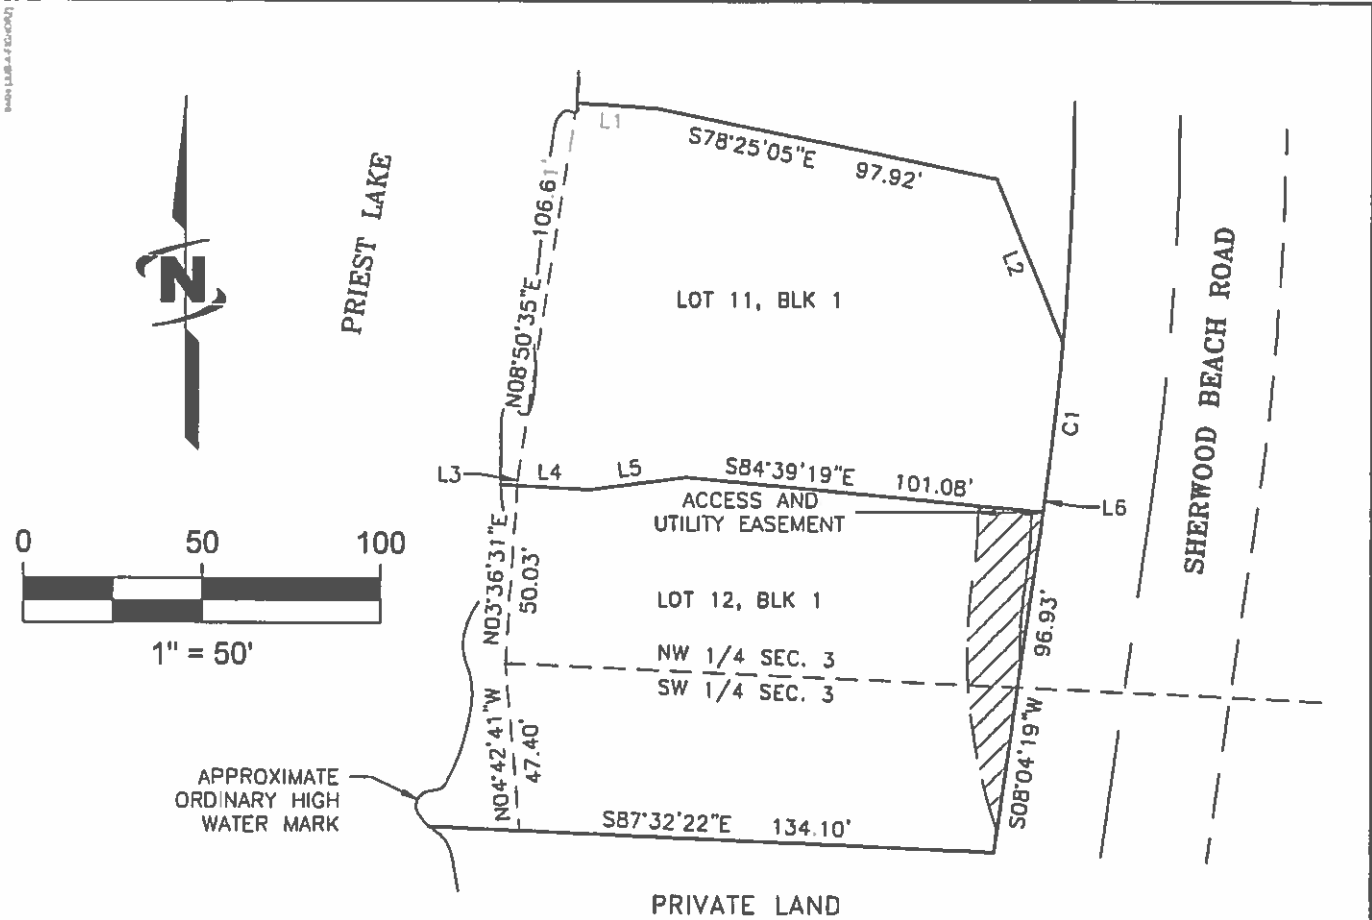 L1
S78°25'05"E 97.92'
PRIEST LAKE
N08°50'35"E 106.61'
L2
N
LOT 11, BLK 1
SHERWOOD BEACH ROAD
C1
L3
L4
L5
S84°39'19"E 101.08'
L6
ACCESS AND
UTILITY EASEMENT
0 50 100
1" = 50'
N03°36'31"E
50.03'
LOT 12, BLK 1
96.93'
NW 1/4 SEC. 3
SW 1/4 SEC. 3
N04°42'41"W
47.40'
S08°04'19"W
APPROXIMATE
ORDINARY HIGH
WATER MARK
S87°32'22"E 134.10'
PRIVATE LAND